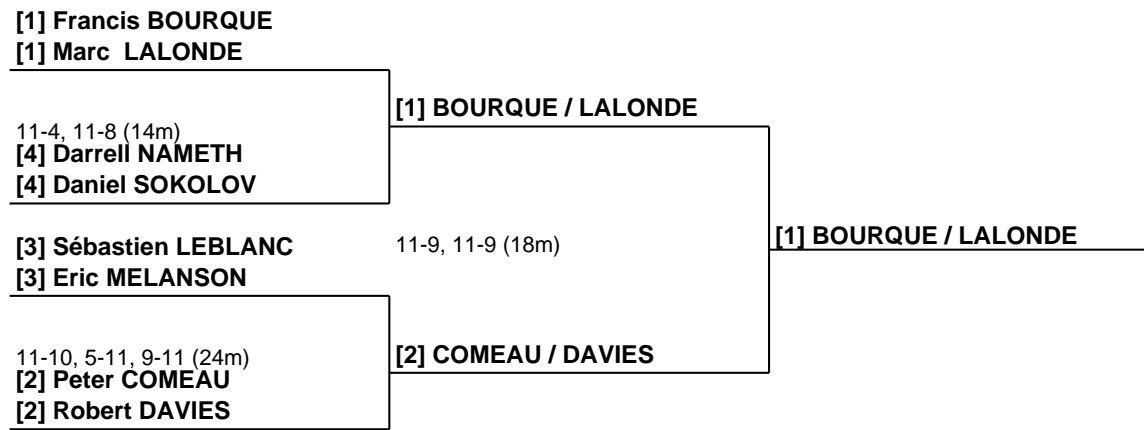 [1] Francis BOURQUE
[1] Marc  LALONDE
[1] BOURQUE / LALONDE
11-4, 11-8 (14m)
[4] Darrell NAMETH
[4] Daniel SOKOLOV
[1] BOURQUE / LALONDE
[3] Sébastien LEBLANC
11-9, 11-9 (18m)
[3] Eric MELANSON
[2] COMEAU / DAVIES
11-10, 5-11, 9-11 (24m)
[2] Peter COMEAU
[2] Robert DAVIES